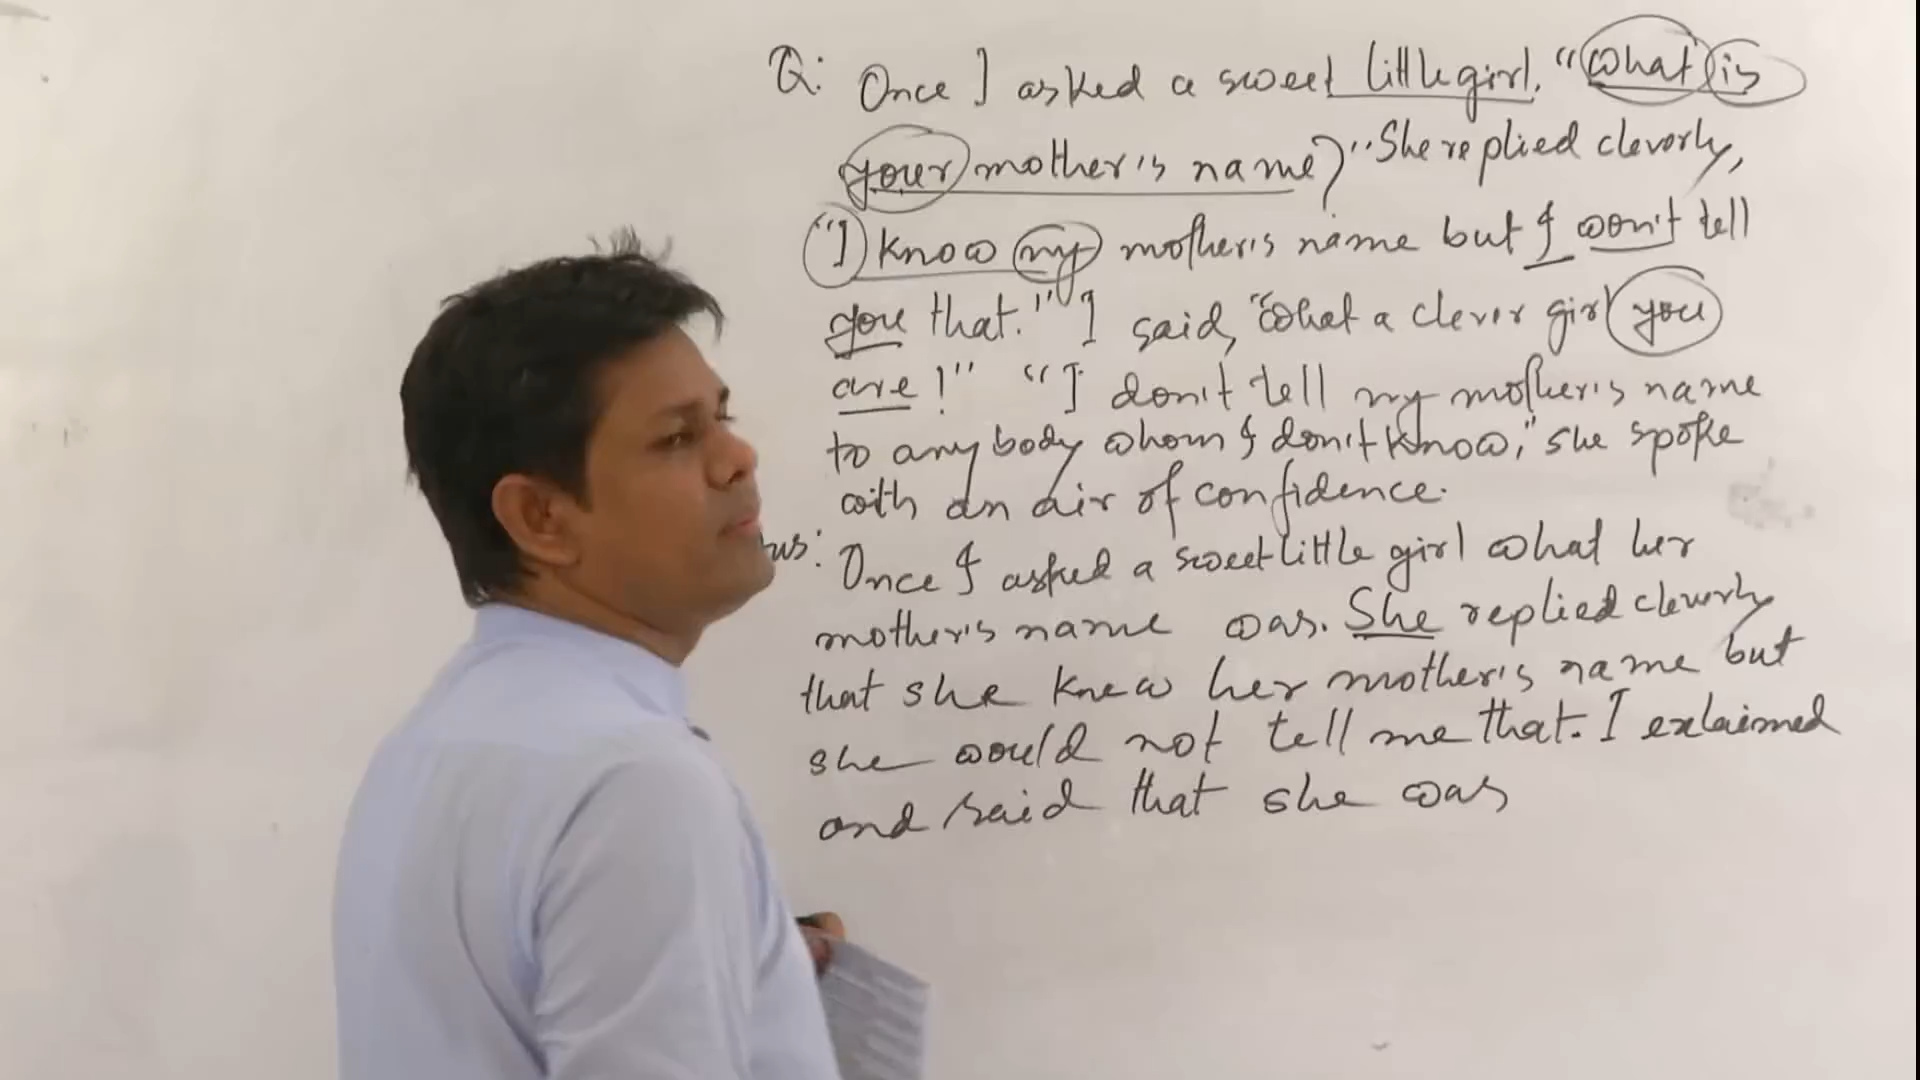 Q: Once I asked a sweet little girl, "What is
your mother's name?" She replied cleverly,
"I know my mother's name but I won't tell
you that." I said, "What a clever girl you
are!" "I don't tell my mother's name
to anybody whom I don't know," she spoke
with an air of confidence.
ns: Once I asked a sweet little girl what her
mother's name was. She replied cleverly
that she knew her mother's name but
she would not tell me that. I exlaimed
and said that she was